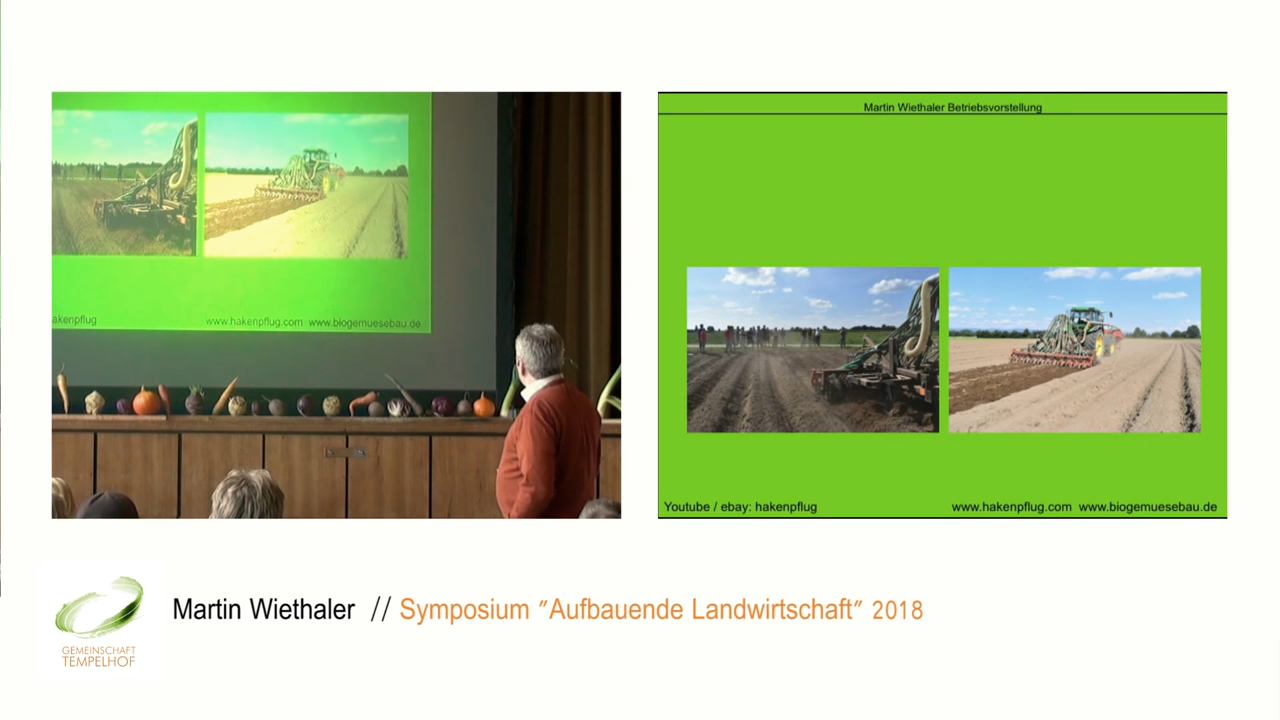 akenpflug
www.hakenpflug.com www.biogemuesebau.de
Martin Wiethaler Betriebsvorstellung
Youtube / ebay: hakenpflug
www.hakenpflug.com www.biogemuesebau.de
Martin Wiethaler // Symposium "Aufbauende Landwirtschaft" 2018
GEMEINSCHAFT
TEMPELHOF